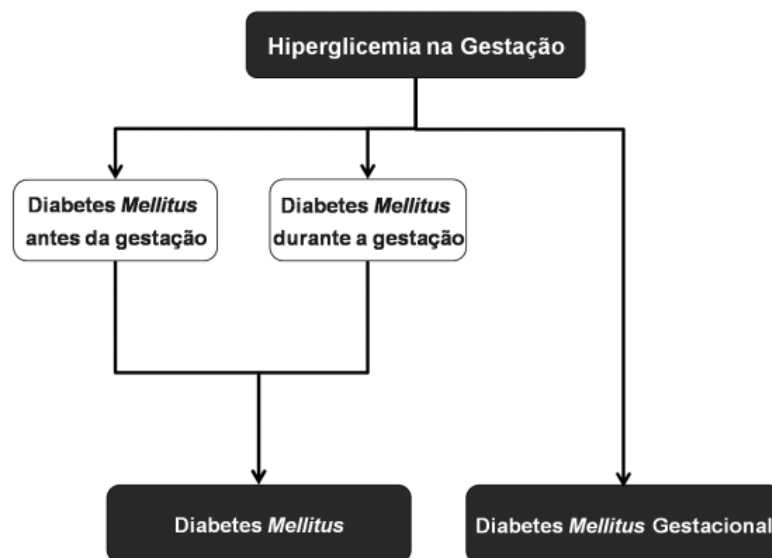 Hiperglicemia na Gestação
Diabetes Mellitus
antes da gestação
Diabetes Mellitus
durante a gestação
Diabetes Mellitus
Diabetes Mellitus Gestacional